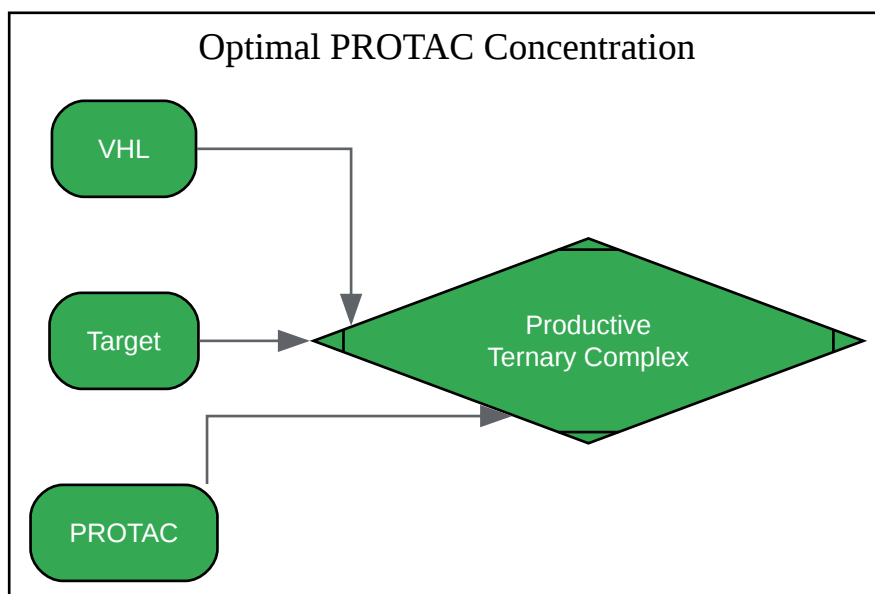 Optimal PROTAC Concentration
VHL
Target
Productive
Ternary Complex
PROTAC